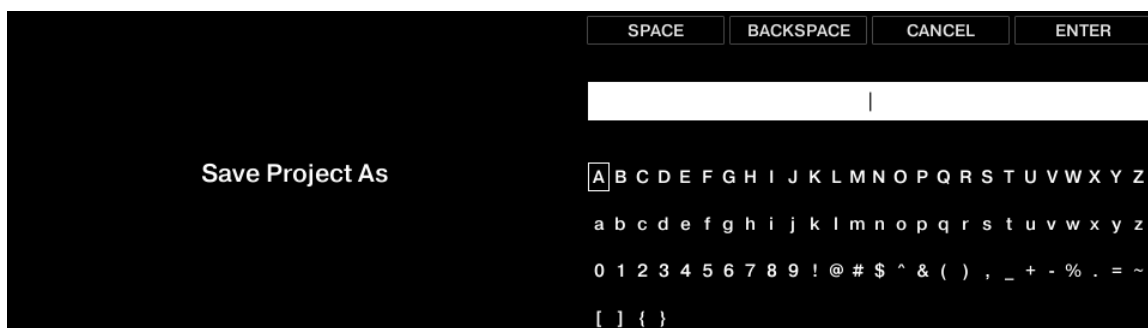 SPACE BACKSPACE CANCEL ENTER
Save Project As
A B C D E F G H I J K L M N O P Q R S T U V W X Y Z
a b c d e f g h i j k l m n o p q r s t u v w x y z
0 1 2 3 4 5 6 7 8 9 ! @ # $ ^ & ( ) , _ + - % . = ~
[ ] { }